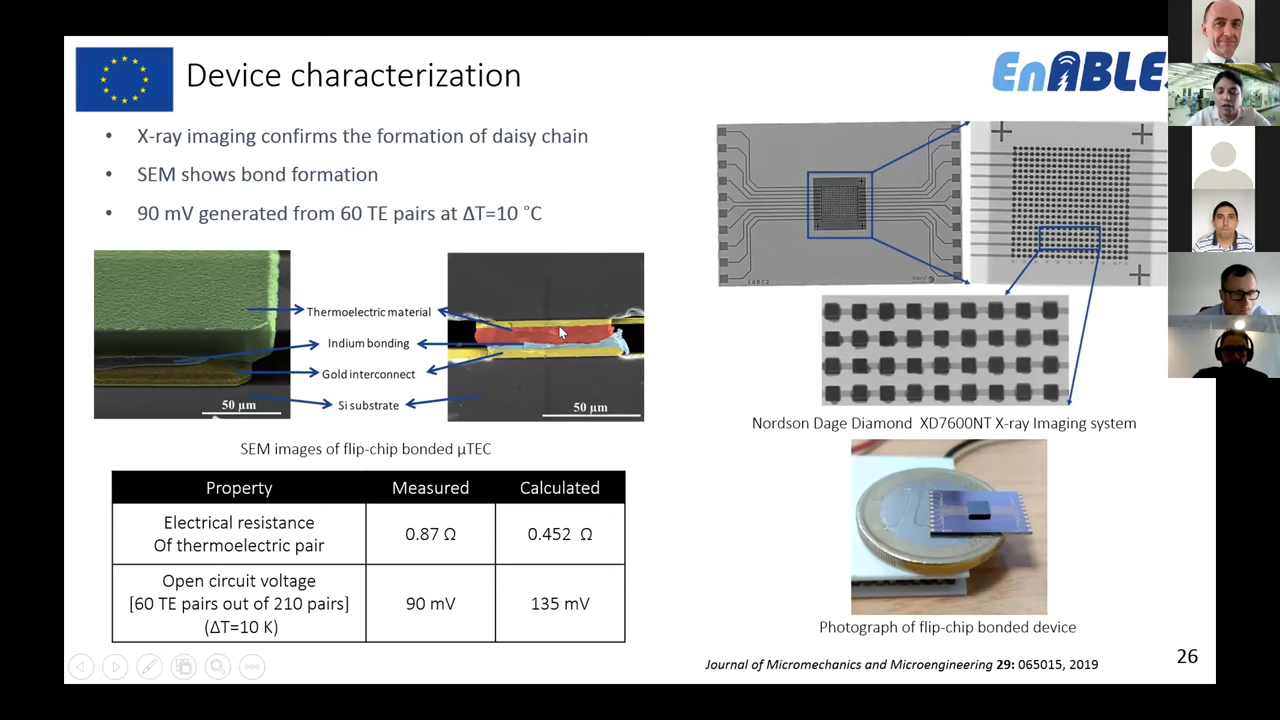 Device characterization
EnABLES
• X-ray imaging confirms the formation of daisy chain
• SEM shows bond formation
• 90 mV generated from 60 TE pairs at ΔT=10 °C
Thermoelectric material
Indium bonding
Gold interconnect
Si substrate
50 µm
50 µm
SEM images of flip-chip bonded µTEC
Property Measured Calculated
Electrical resistance
Of thermoelectric pair
0.87 Ω 0.452 Ω
Open circuit voltage
[60 TE pairs out of 210 pairs]
(ΔT=10 K)
90 mV 135 mV
Nordson Dage Diamond XD7600NT X-ray Imaging system
Photograph of flip-chip bonded device
Journal of Micromechanics and Microengineering 29: 065015, 2019
26